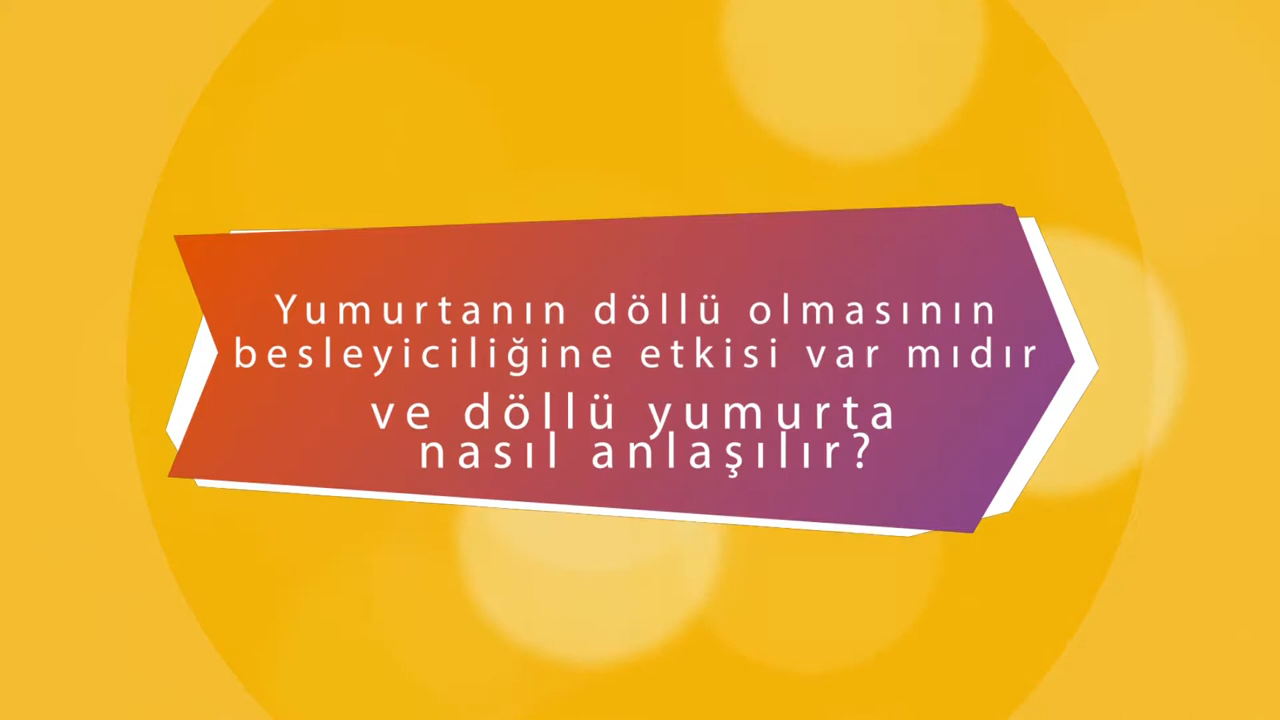 Yumurtanın döllü olmasının
besleyiciliğine etkisi var mıdır
ve döllü yumurta
nasıl anlaşılır?